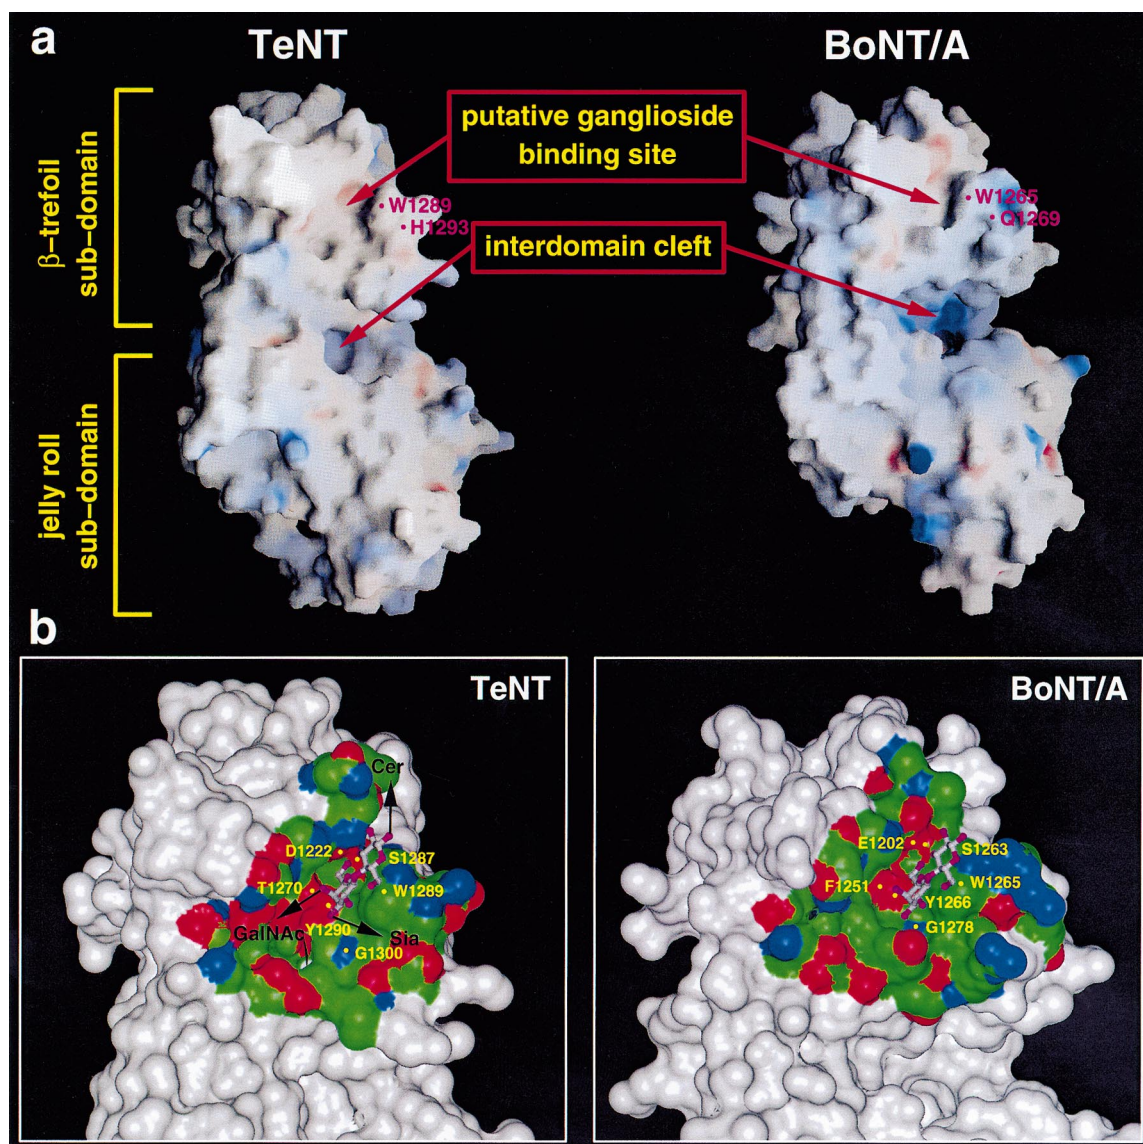 a
TeNT
BoNT/A
putative ganglioside
binding site
β–trefoil
sub–domain
W1289
H1293
W1265
Q1269
interdomain cleft
jelly roll
sub–domain
b
TeNT
Cer
D1222
S1287
T1270
W1289
GalNAc
Y1290
Sia
G1300
BoNT/A
E1202
S1263
F1251
W1265
Y1266
G1278